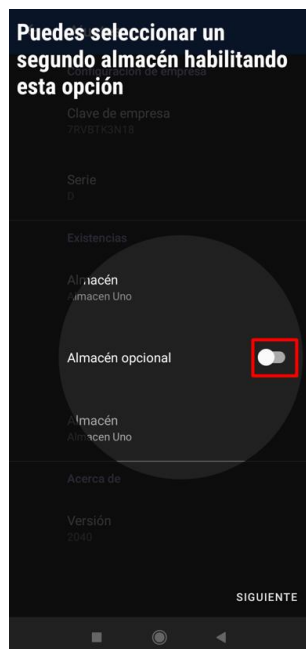 Puedes seleccionar un
segundo almacén habilitando
esta opción
Configuración de empresa
Clave de empresa
7RVBTK3N18
Serie
D
Existencias
Almacén
Almacen Uno
Almacén opcional
Almacén
Almacen Uno
Acerca de
Versión
2040
SIGUIENTE